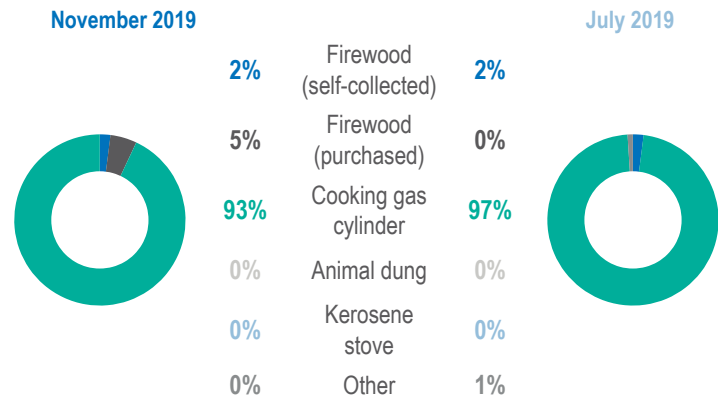 November 2019
July 2019
2%
Firewood
(self-collected)
2%
5%
Firewood
(purchased)
0%
93%
Cooking gas
cylinder
97%
0%
Animal dung
0%
0%
Kerosene
stove
0%
0%
Other
1%